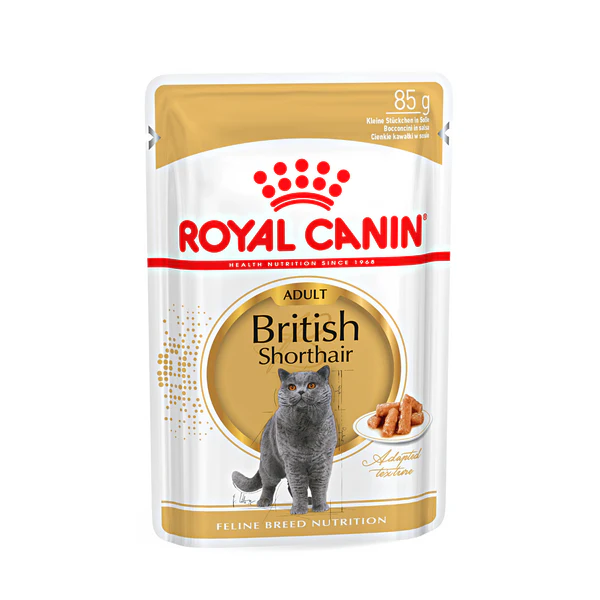 85 g
Kleine Stückchen in Soße
Bocconcini in salsa
Cienkie kawałki w sosie
ROYAL CANIN®
HEALTH NUTRITION SINCE 1968
ADULT
British
Shorthair
Adapted
texture
FELINE BREED NUTRITION